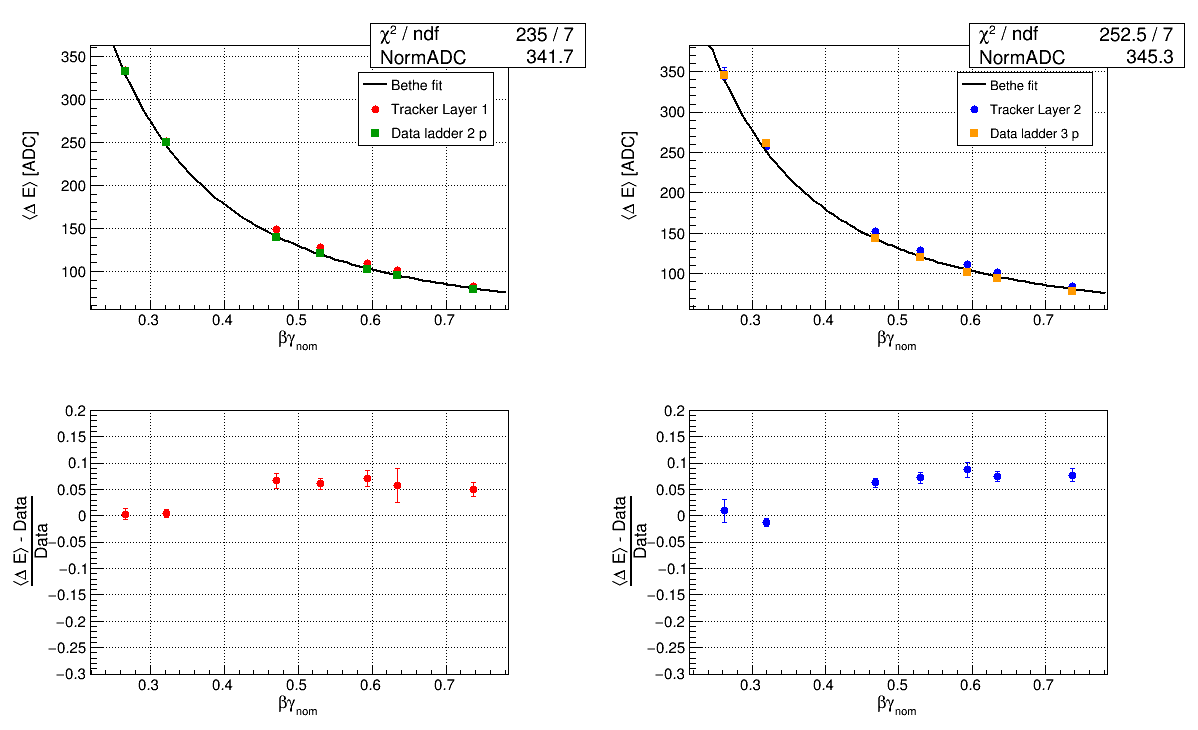 χ² / ndf 235 / 7
NormADC 341.7
Bethe fit
Tracker Layer 1
Data ladder 2 p
350
300
250
200
150
100
⟨Δ E⟩ [ADC]
0.3 0.4 0.5 0.6 0.7
βγnom
χ² / ndf 252.5 / 7
NormADC 345.3
Bethe fit
Tracker Layer 2
Data ladder 3 p
350
300
250
200
150
100
⟨Δ E⟩ [ADC]
0.3 0.4 0.5 0.6 0.7
βγnom
0.2
0.15
0.1
0.05
0
−0.05
−0.1
−0.15
−0.2
−0.25
−0.3
⟨Δ E⟩ - Data
Data
0.3 0.4 0.5 0.6 0.7
βγnom
0.2
0.15
0.1
0.05
0
−0.05
−0.1
−0.15
−0.2
−0.25
−0.3
⟨Δ E⟩ - Data
Data
0.3 0.4 0.5 0.6 0.7
βγnom